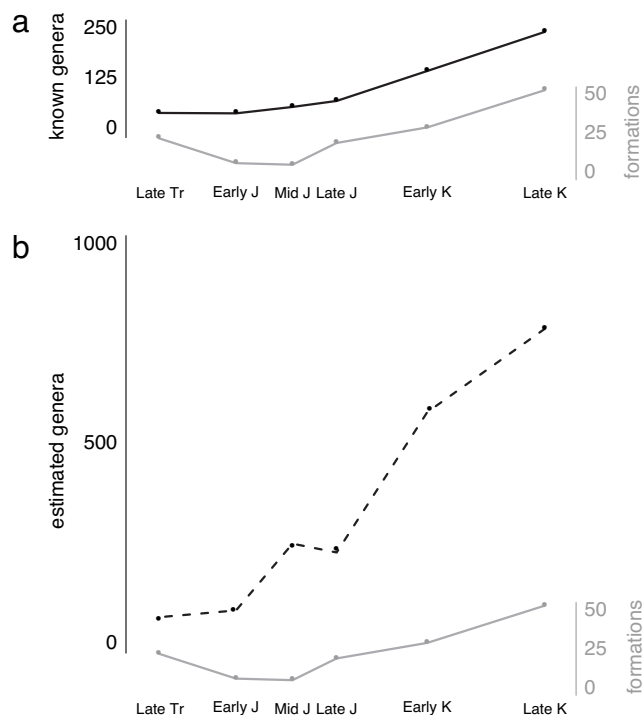 a
250
125
0
known genera
50
25
0
formations
Late Tr Early J Mid J Late J Early K Late K
b
1000
500
0
estimated genera
50
25
0
formations
Late Tr Early J Mid J Late J Early K Late K